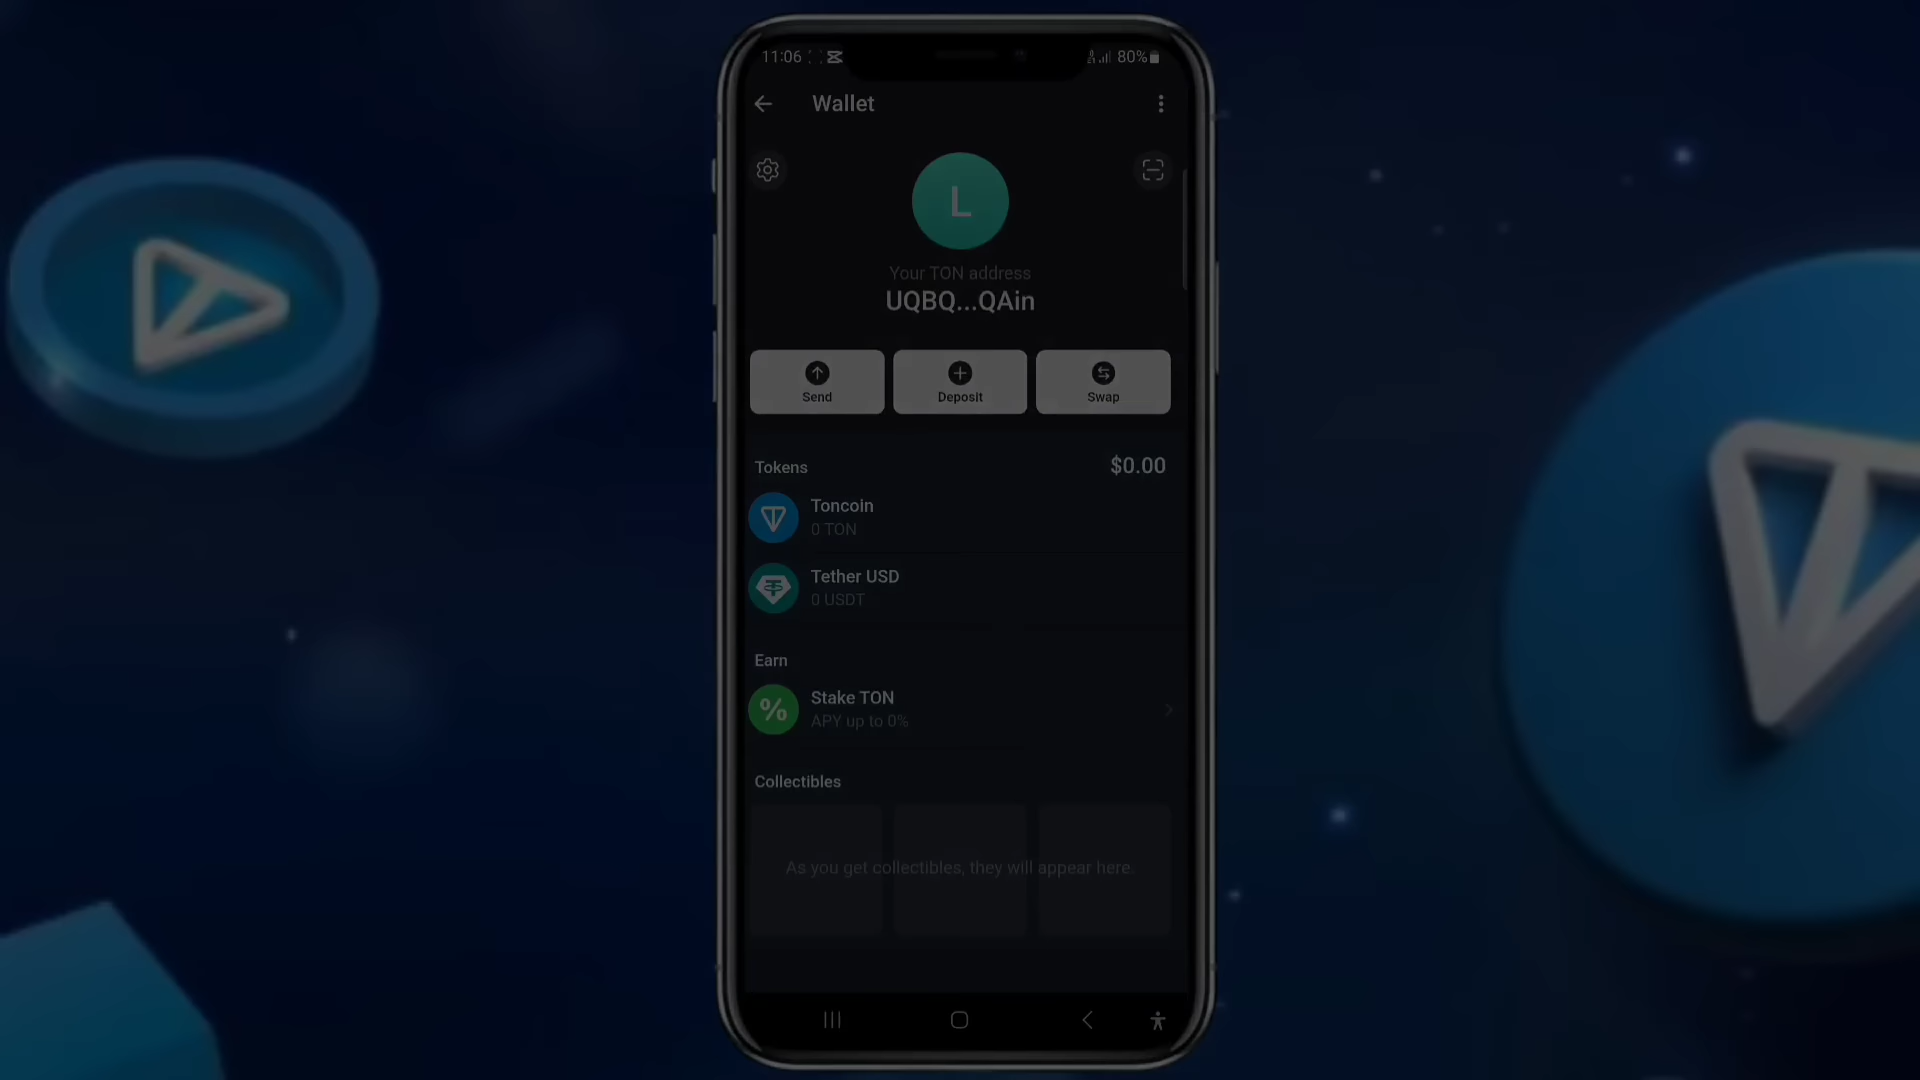 11:06
80%
Wallet
L
Your TON address
UQBQ...QAin
Send
Deposit
Swap
Tokens
$0.00
Toncoin
0 TON
Tether USD
0 USDT
Earn
%
Stake TON
APY up to 0%
Collectibles
As you get collectibles, they will appear here.